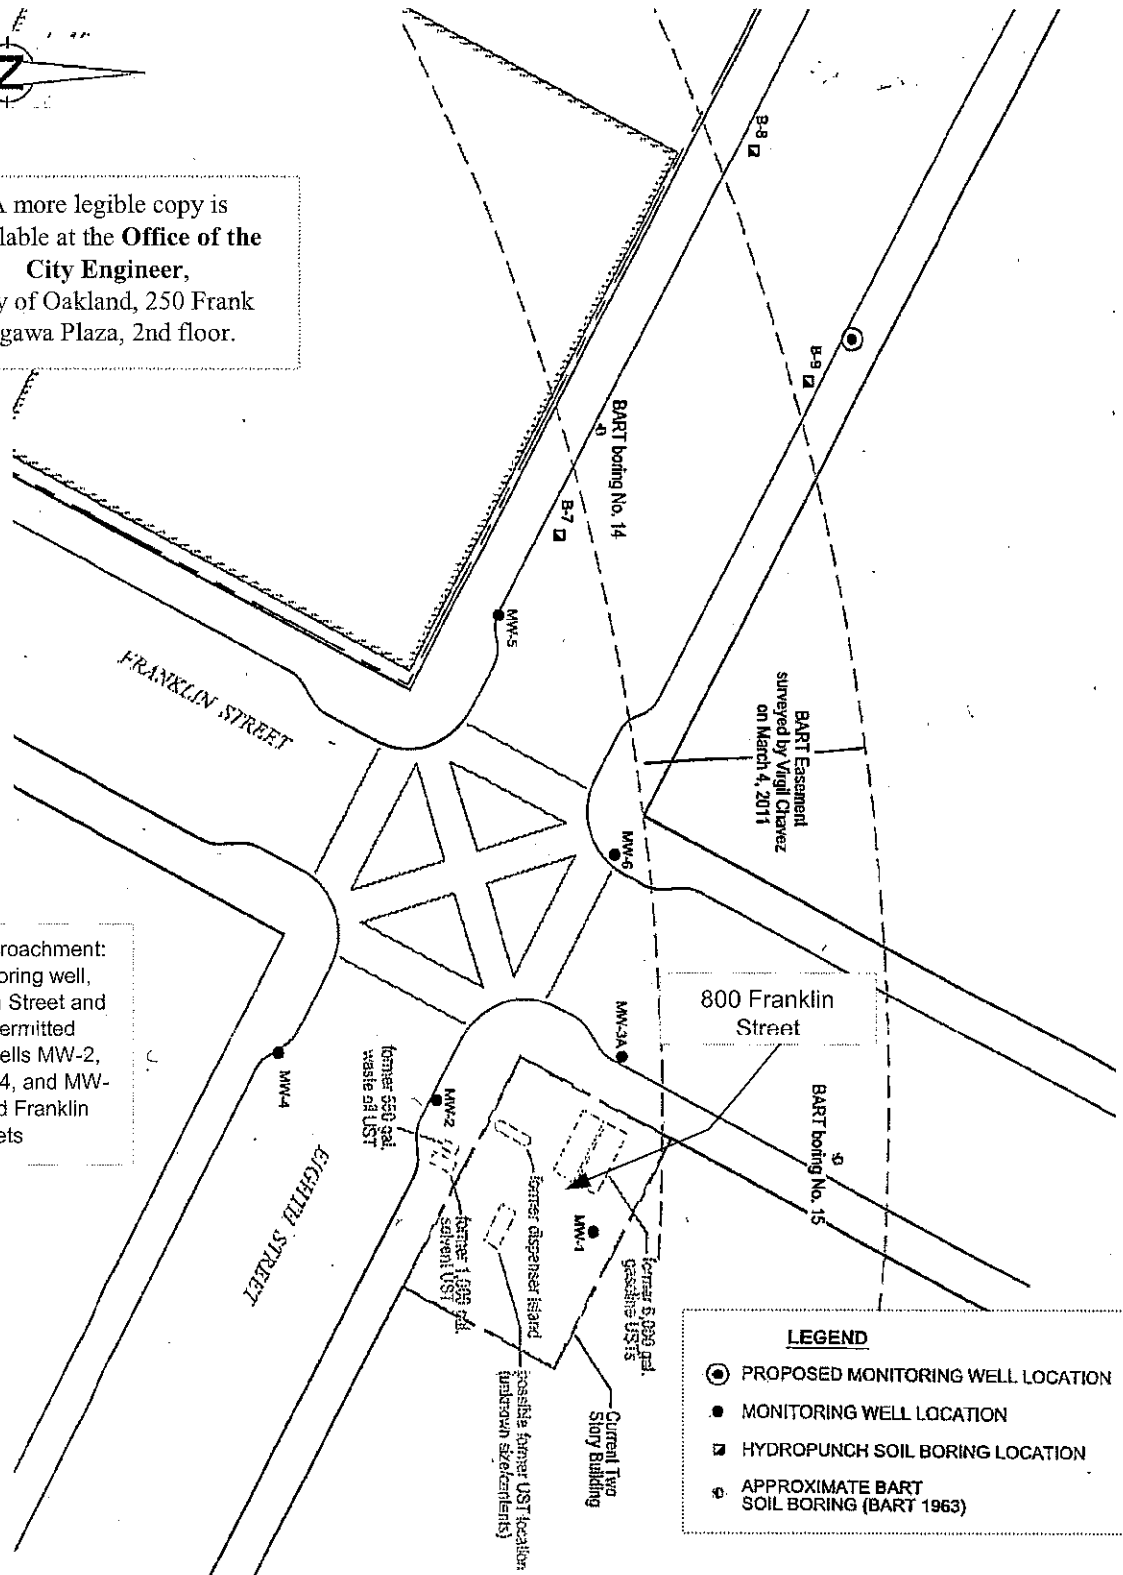 Z
more legible copy is
lable at the Office of the
City Engineer,
y of Oakland, 250 Frank
gawa Plaza, 2nd floor.
B-8
B-9
BART boring No. 14
B-7
MW-5
FRANKLIN STREET
BART Easement
surveyed by Virgil Chavez
on March 4, 2011
MW-6
roachment:
oring well,
Street and
ermitted
ells MW-2,
4, and MW-
d Franklin
ets
800 Franklin
Street
MW-3A
MW-4
MW-2
former 550 gal.
waste oil UST
BART boring No. 15
EIGHTH STREET
former 1,000 gal.
solvent UST
former dispenser island
MW-1
former 6,000 gal.
gasoline USTs
possible former UST location
(unknown size/contents)
Current Two
Story Building
LEGEND
PROPOSED MONITORING WELL LOCATION
MONITORING WELL LOCATION
HYDROPUNCH SOIL BORING LOCATION
APPROXIMATE BART
SOIL BORING (BART 1963)